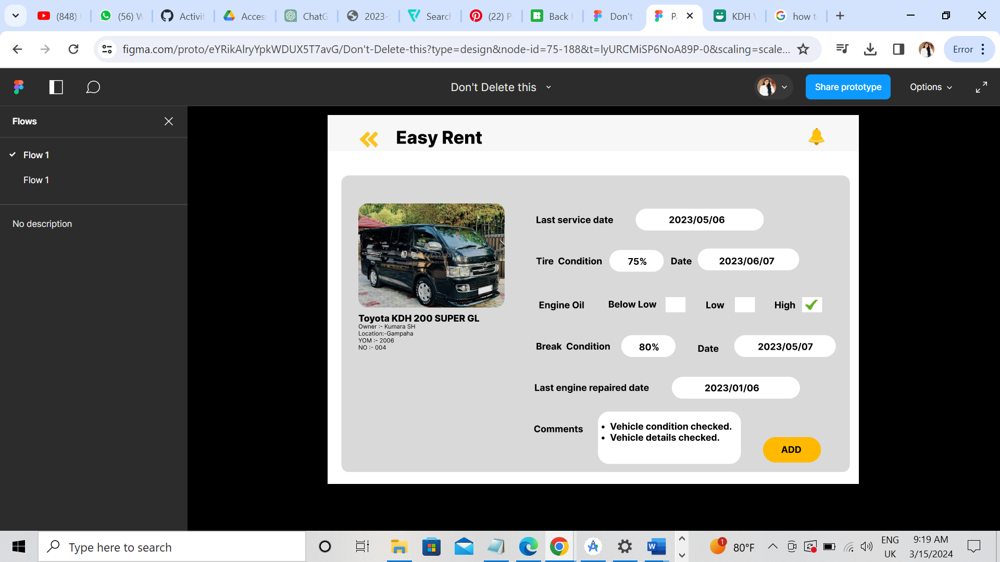 (848)
(56) W
Activit
Acces
ChatG
2023-
Search
(22) P
Back
Don't
P
KDH V
how t
figma.com/proto/eYRikAlryYpkWDUX5T7avG/Don't-Delete-this?type=design&node-id=75-188&t=lyURCMiSP6NoA89P-0&scaling=scale...
Error
Don't Delete this
Share prototype
Options
Flows
Flow 1
Flow 1
No description
Easy Rent
Toyota KDH 200 SUPER GL
Owner :- Kumara SH
Location:-Gampaha
YOM :- 2006
NO :- 004
Last service date 2023/05/06
Tire Condition 75% Date 2023/06/07
Engine Oil Below Low Low High
Break Condition 80% Date 2023/05/07
Last engine repaired date 2023/01/06
Comments
• Vehicle condition checked.
• Vehicle details checked.
ADD
Type here to search
1
80°F
ENG
UK
9:19 AM
3/15/2024